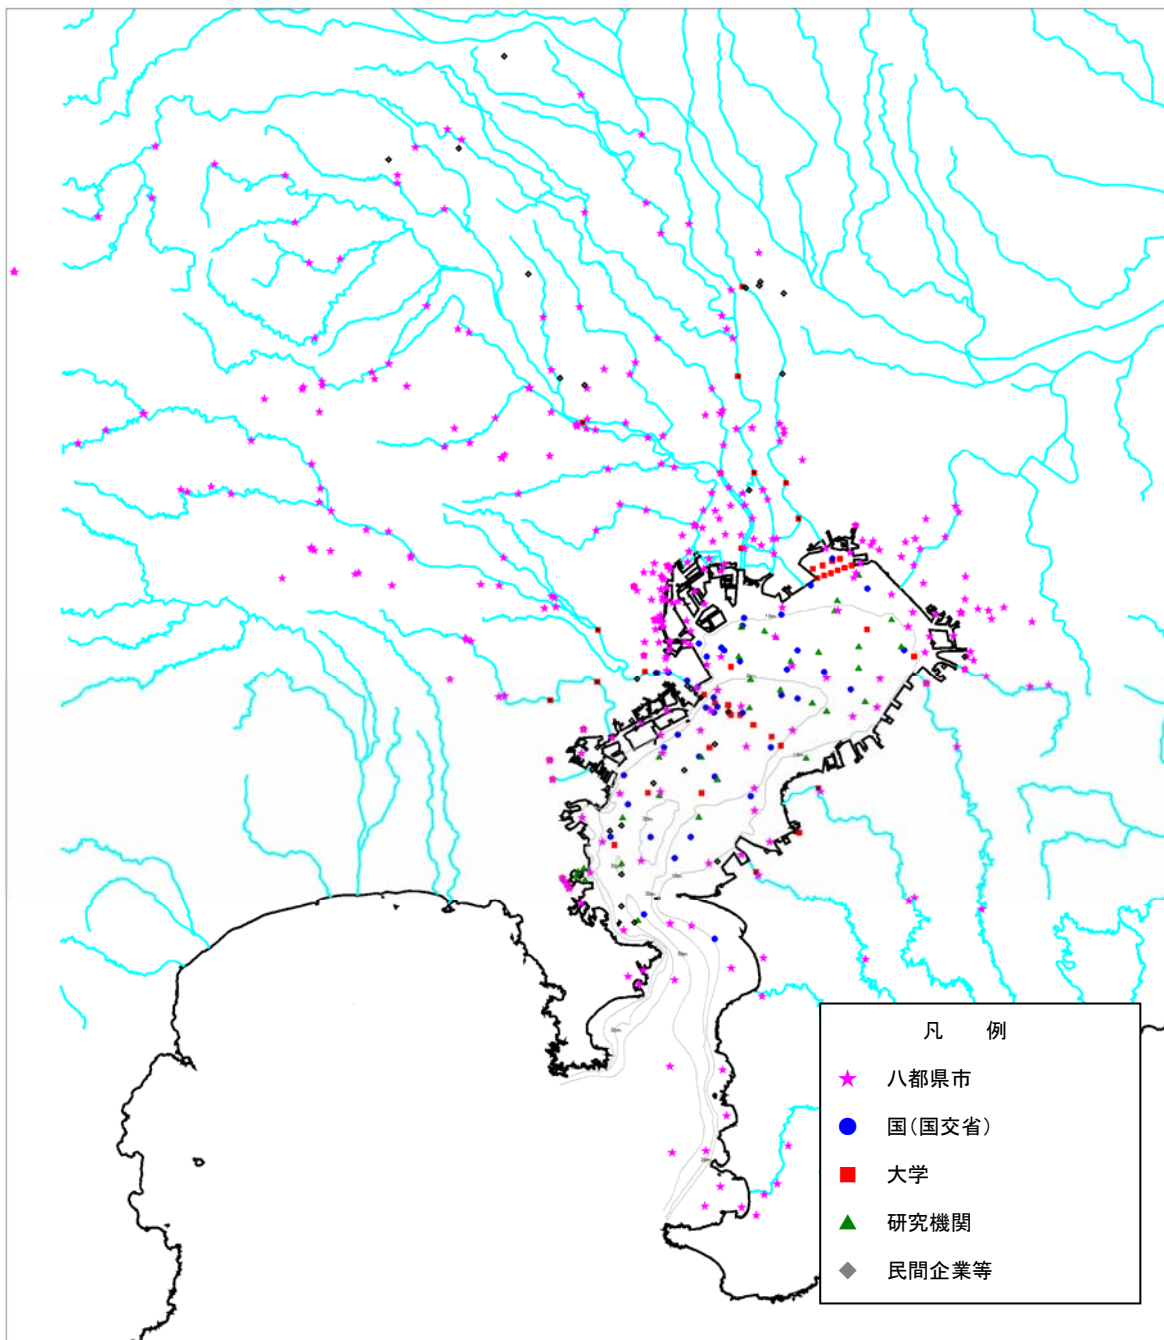 凡　例
八都県市
国(国交省)
大学
研究機関
民間企業等